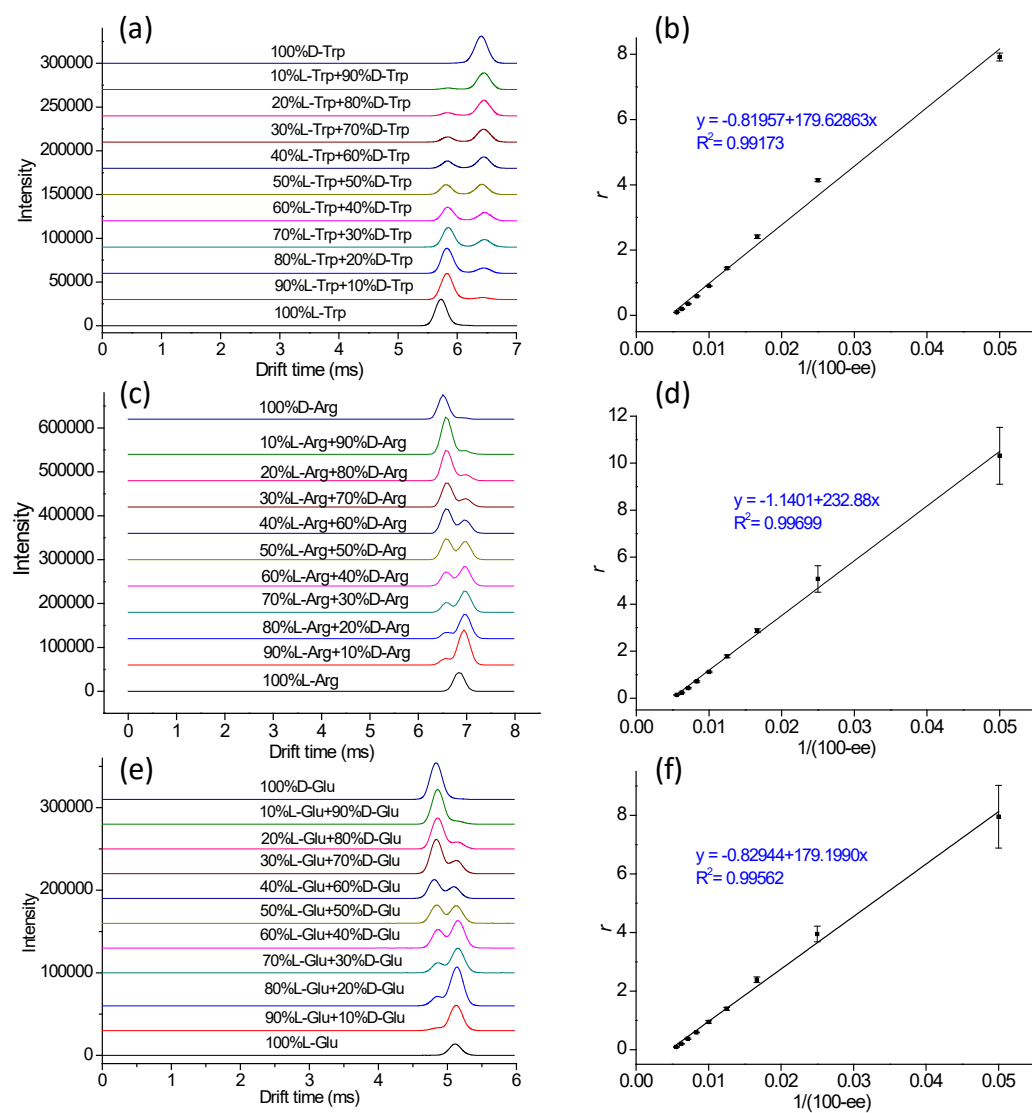 (a)
100%D-Trp
10%L-Trp+90%D-Trp
20%L-Trp+80%D-Trp
30%L-Trp+70%D-Trp
40%L-Trp+60%D-Trp
50%L-Trp+50%D-Trp
60%L-Trp+40%D-Trp
70%L-Trp+30%D-Trp
80%L-Trp+20%D-Trp
90%L-Trp+10%D-Trp
100%L-Trp
300000
250000
200000
150000
100000
50000
0
Intensity
0 1 2 3 4 5 6 7
Drift time (ms)
(b)
y = -0.81957+179.62863x
R2= 0.99173
8
6
4
2
0
r
0.00 0.01 0.02 0.03 0.04 0.05
1/(100-ee)
(c)
100%D-Arg
10%L-Arg+90%D-Arg
20%L-Arg+80%D-Arg
30%L-Arg+70%D-Arg
40%L-Arg+60%D-Arg
50%L-Arg+50%D-Arg
60%L-Arg+40%D-Arg
70%L-Arg+30%D-Arg
80%L-Arg+20%D-Arg
90%L-Arg+10%D-Arg
100%L-Arg
600000
500000
400000
300000
200000
100000
0
Intensity
0 1 2 3 4 5 6 7 8
Drift time (ms)
(d)
y = -1.1401+232.88x
R2= 0.99699
12
10
8
6
4
2
0
r
0.00 0.01 0.02 0.03 0.04 0.05
1/(100-ee)
(e)
100%D-Glu
10%L-Glu+90%D-Glu
20%L-Glu+80%D-Glu
30%L-Glu+70%D-Glu
40%L-Glu+60%D-Glu
50%L-Glu+50%D-Glu
60%L-Glu+40%D-Glu
70%L-Glu+30%D-Glu
80%L-Glu+20%D-Glu
90%L-Glu+10%D-Glu
100%L-Glu
300000
200000
100000
0
Intensity
0 1 2 3 4 5 6
Drift time (ms)
(f)
y = -0.82944+179.1990x
R2= 0.99562
8
6
4
2
0
r
0.00 0.01 0.02 0.03 0.04 0.05
1/(100-ee)